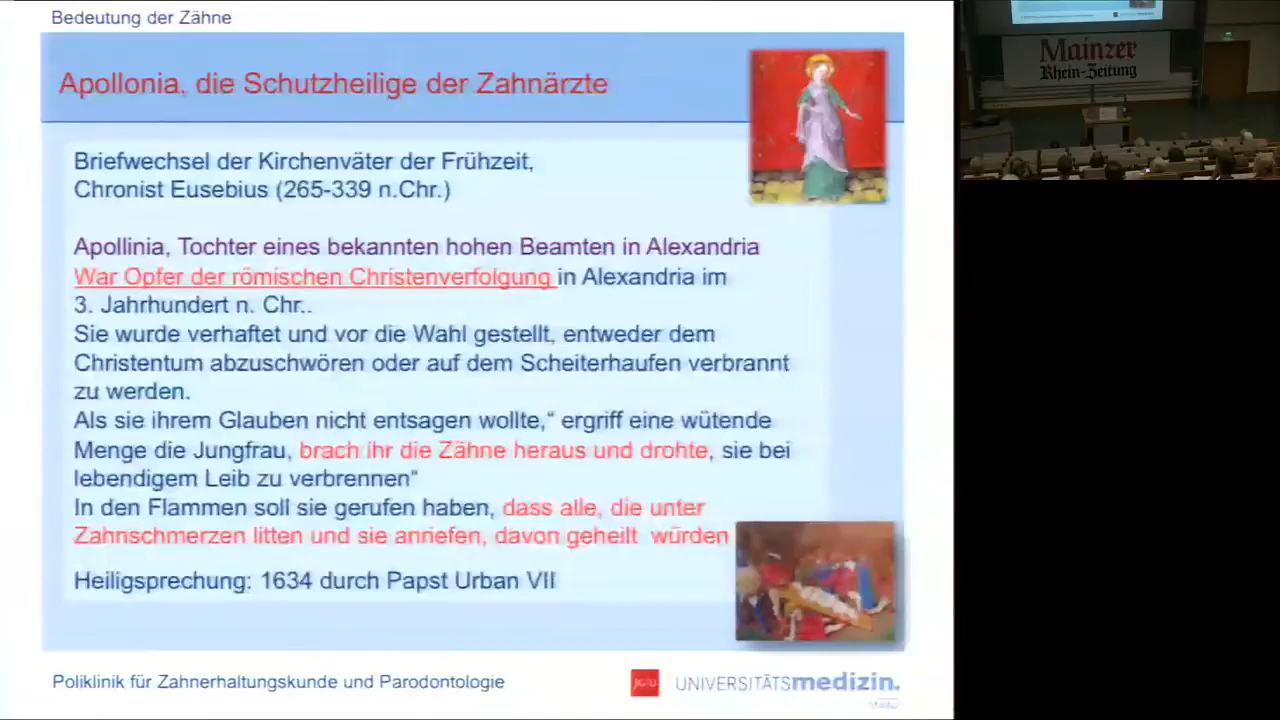 Bedeutung der Zähne
Apollonia, die Schutzheilige der Zahnärzte
Briefwechsel der Kirchenväter der Frühzeit,
Chronist Eusebius (265-339 n.Chr.)
Apollinia, Tochter eines bekannten hohen Beamten in Alexandria
War Opfer der römischen Christenverfolgung in Alexandria im
3. Jahrhundert n. Chr..
Sie wurde verhaftet und vor die Wahl gestellt, entweder dem
Christentum abzuschwören oder auf dem Scheiterhaufen verbrannt
zu werden.
Als sie ihrem Glauben nicht entsagen wollte,“ ergriff eine wütende
Menge die Jungfrau, brach ihr die Zähne heraus und drohte, sie bei
lebendigem Leib zu verbrennen“
In den Flammen soll sie gerufen haben, dass alle, die unter
Zahnschmerzen litten und sie anriefen, davon geheilt würden
Heiligsprechung: 1634 durch Papst Urban VII
Poliklinik für Zahnerhaltungskunde und Parodontologie
JGU
UNIVERSITÄTSmedizin.
Mainzer
Rhein-Zeitung